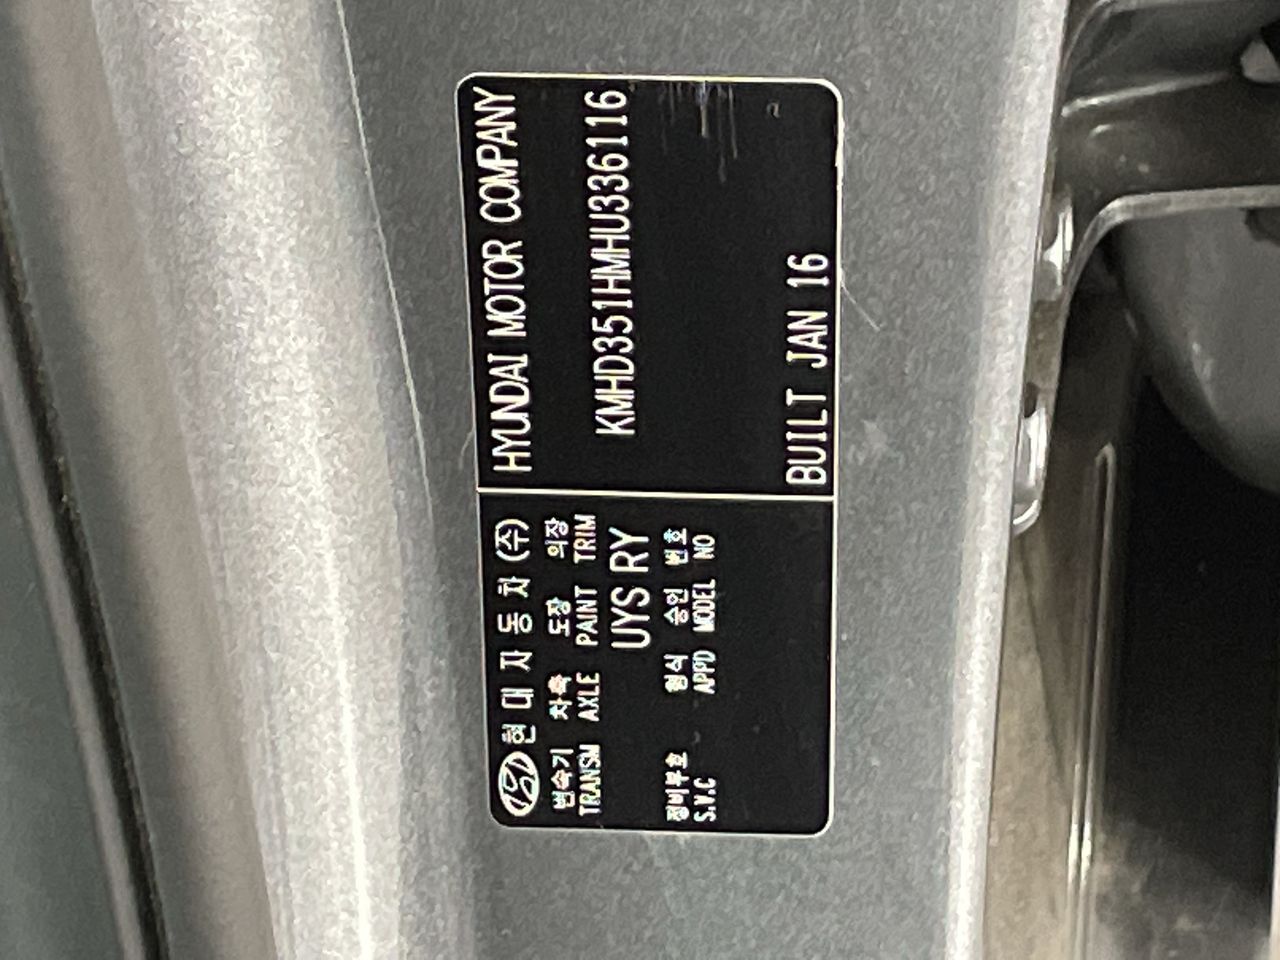 현대자동차(주)
변속기 차축 도장 의장
TRANSM AXLE PAINT TRIM
UYS RY
정비부호 형식 승인 번호
S.V.C APPD MODEL NO
HYUNDAI MOTOR COMPANY
KMHD351HMHU336116
BUILT JAN 16